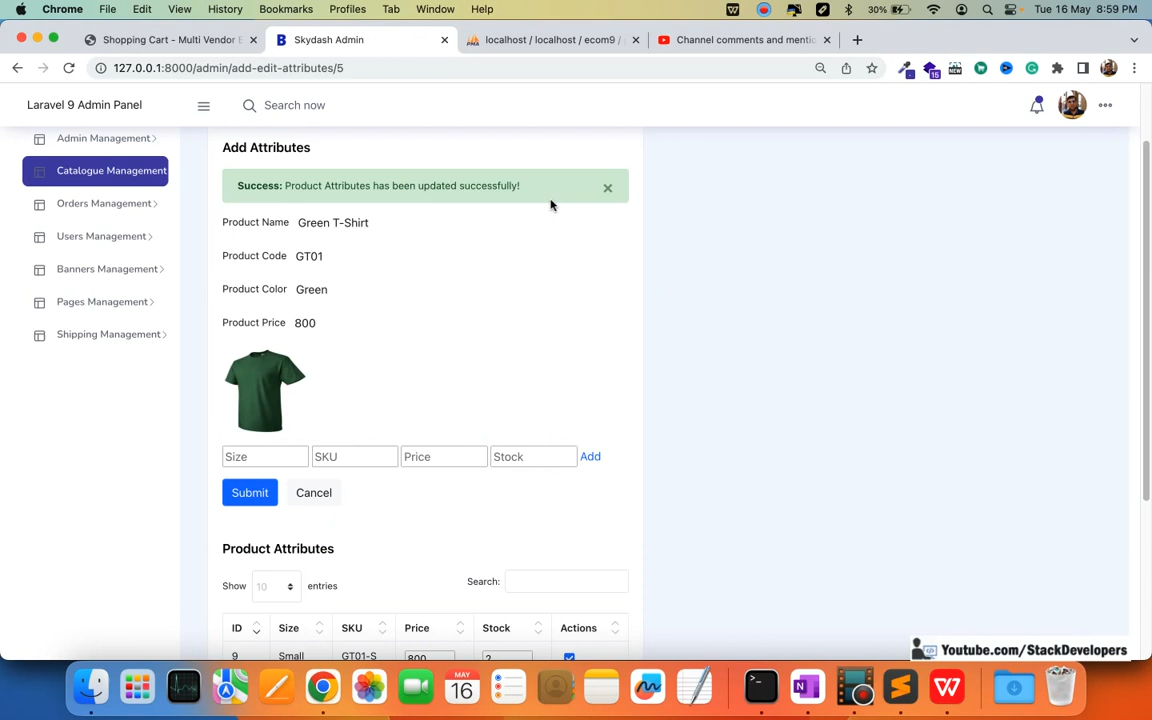 Chrome File Edit View History Bookmarks Profiles Tab Window Help 30% Tue 16 May 8:59 PM
Shopping Cart - Multi Vendor E Skydash Admin localhost / localhost / ecom9 / Channel comments and mentio
127.0.0.1:8000/admin/add-edit-attributes/5
Laravel 9 Admin Panel Search now
Admin Management
Catalogue Management
Orders Management
Users Management
Banners Management
Pages Management
Shipping Management
Add Attributes
Success: Product Attributes has been updated successfully!
Product Name Green T-Shirt
Product Code GT01
Product Color Green
Product Price 800
Size SKU Price Stock Add
Submit Cancel
Product Attributes
Show 10 entries Search:
ID Size SKU Price Stock Actions
9 Small GT01-S 800 2
Youtube.com/StackDevelopers
MAY
16